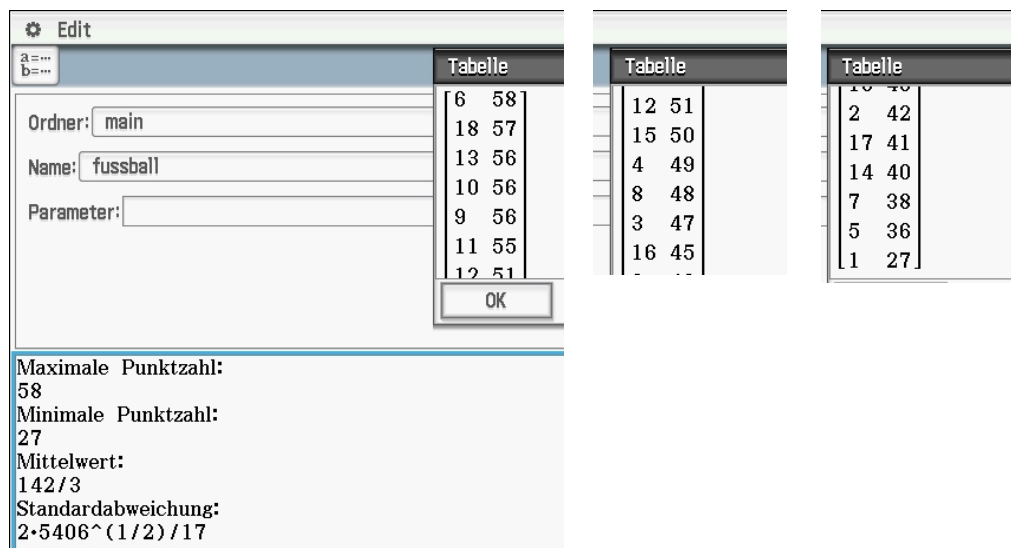 Edit
a=…
b=…
Ordner: main
Name: fussball
Parameter:
Tabelle
6 58
18 57
13 56
10 56
9 56
11 55
12 51
OK
Tabelle
12 51
15 50
4 49
8 48
3 47
16 45
Tabelle
2 42
17 41
14 40
7 38
5 36
1 27
Maximale Punktzahl:
58
Minimale Punktzahl:
27
Mittelwert:
142/3
Standardabweichung:
2·5406^(1/2)/17